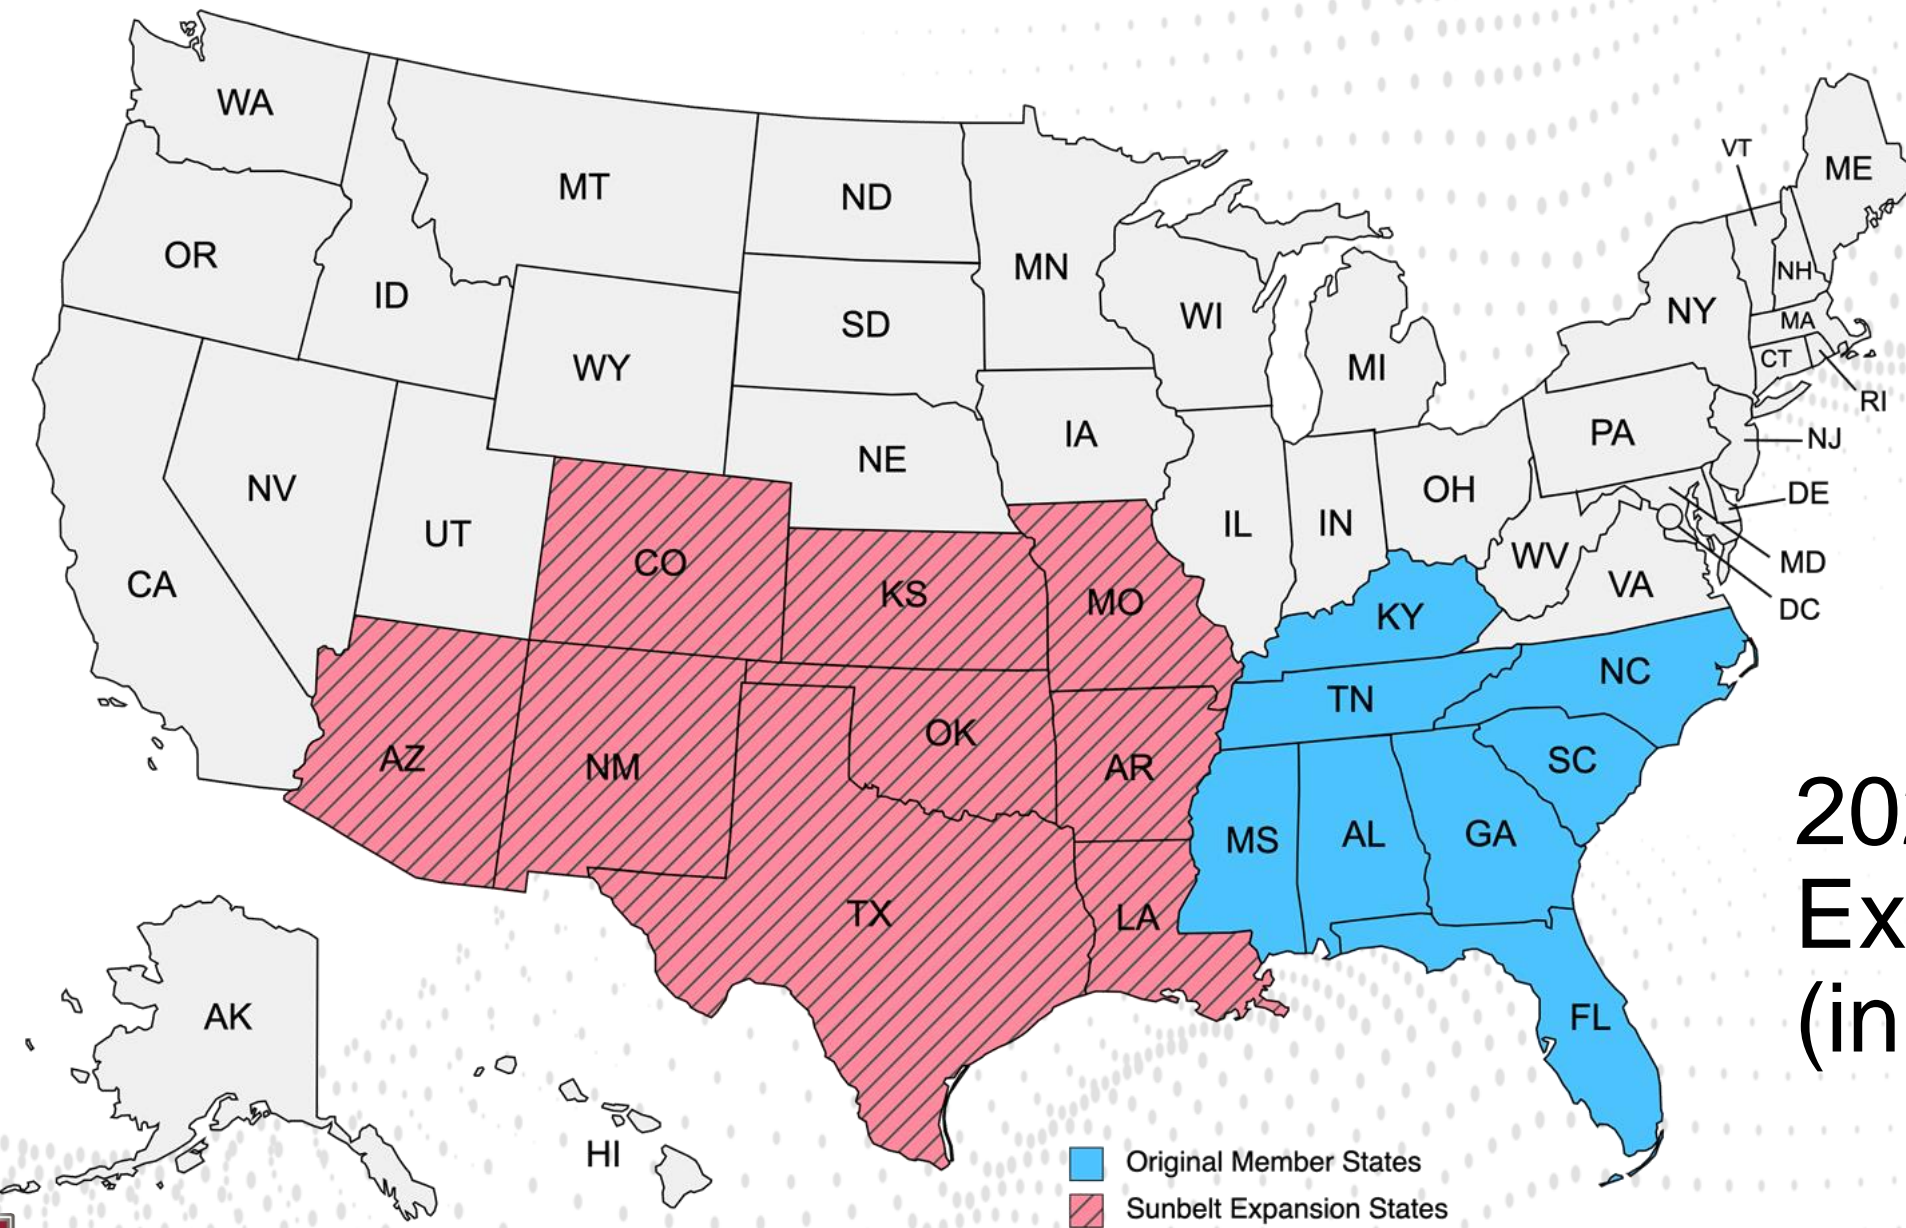 WA
MT
ND
MN
VT
ME
OR
ID
SD
WI
MI
NY
NH
MA
CT
RI
WY
NE
IA
PA
NJ
NV
UT
CO
KS
MO
IL
IN
OH
DE
WV
VA
MD
DC
CA
KY
NC
TN
AZ
NM
OK
AR
SC
MS
AL
GA
TX
LA
FL
AK
HI
Ex
(in
Original Member States
Sunbelt Expansion States